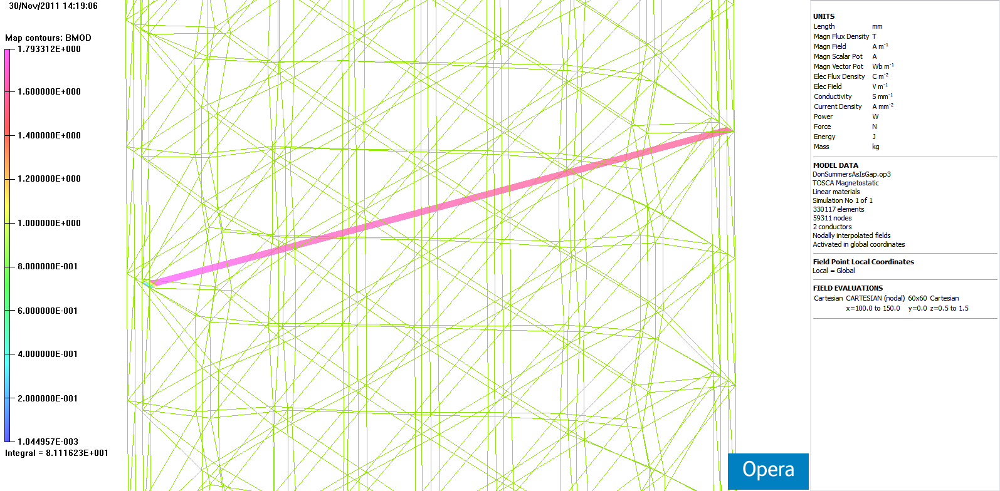 30/Nov/2011 14:19:06
Map contours: BMOD
1.793312E+000
1.600000E+000
1.400000E+000
1.200000E+000
1.000000E+000
8.000000E-001
6.000000E-001
4.000000E-001
2.000000E-001
1.044957E-003
Integral = 8.111623E+001
UNITS
Length mm
Magn Flux Density T
Magn Field A m⁻¹
Magn Scalar Pot A
Magn Vector Pot Wb m⁻¹
Elec Flux Density C m⁻²
Elec Field V m⁻¹
Conductivity S mm⁻¹
Current Density A mm⁻²
Power W
Force N
Energy J
Mass kg
MODEL DATA
DonSummersAsIsGap.op3
TOSCA Magnetostatic
Linear materials
Simulation No 1 of 1
330117 elements
59311 nodes
2 conductors
Nodally interpolated fields
Activated in global coordinates
Field Point Local Coordinates
Local = Global
FIELD EVALUATIONS
Cartesian CARTESIAN (nodal) 60x60 Cartesian
x=100.0 to 150.0 y=0.0 z=0.5 to 1.5
Opera